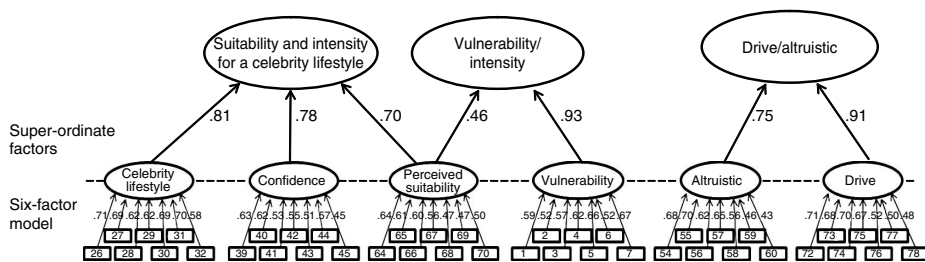 Suitability and intensity
for a celebrity lifestyle
Vulnerability/
intensity
Drive/altruistic
.81 .78 .70 .46 .93 .75 .91
Super-ordinate
factors
Celebrity
lifestyle
Confidence
Perceived
suitability
Vulnerability
Altruistic
Drive
Six-factor
model
.71 .69 .62 .62 .69 .70 .58
.63 .62 .53 .55 .51 .57 .45
.64 .61 .60 .56 .47 .47 .50
.59 .52 .57 .62 .66 .52 .67
.68 .70 .62 .65 .56 .46 .43
.71 .68 .70 .67 .52 .50 .48
27 29 31 40 42 44 65 67 69 2 4 6 55 57 59 73 75 77
26 28 30 32 39 41 43 45 64 66 68 70 1 3 5 7 54 56 58 60 72 74 76 78